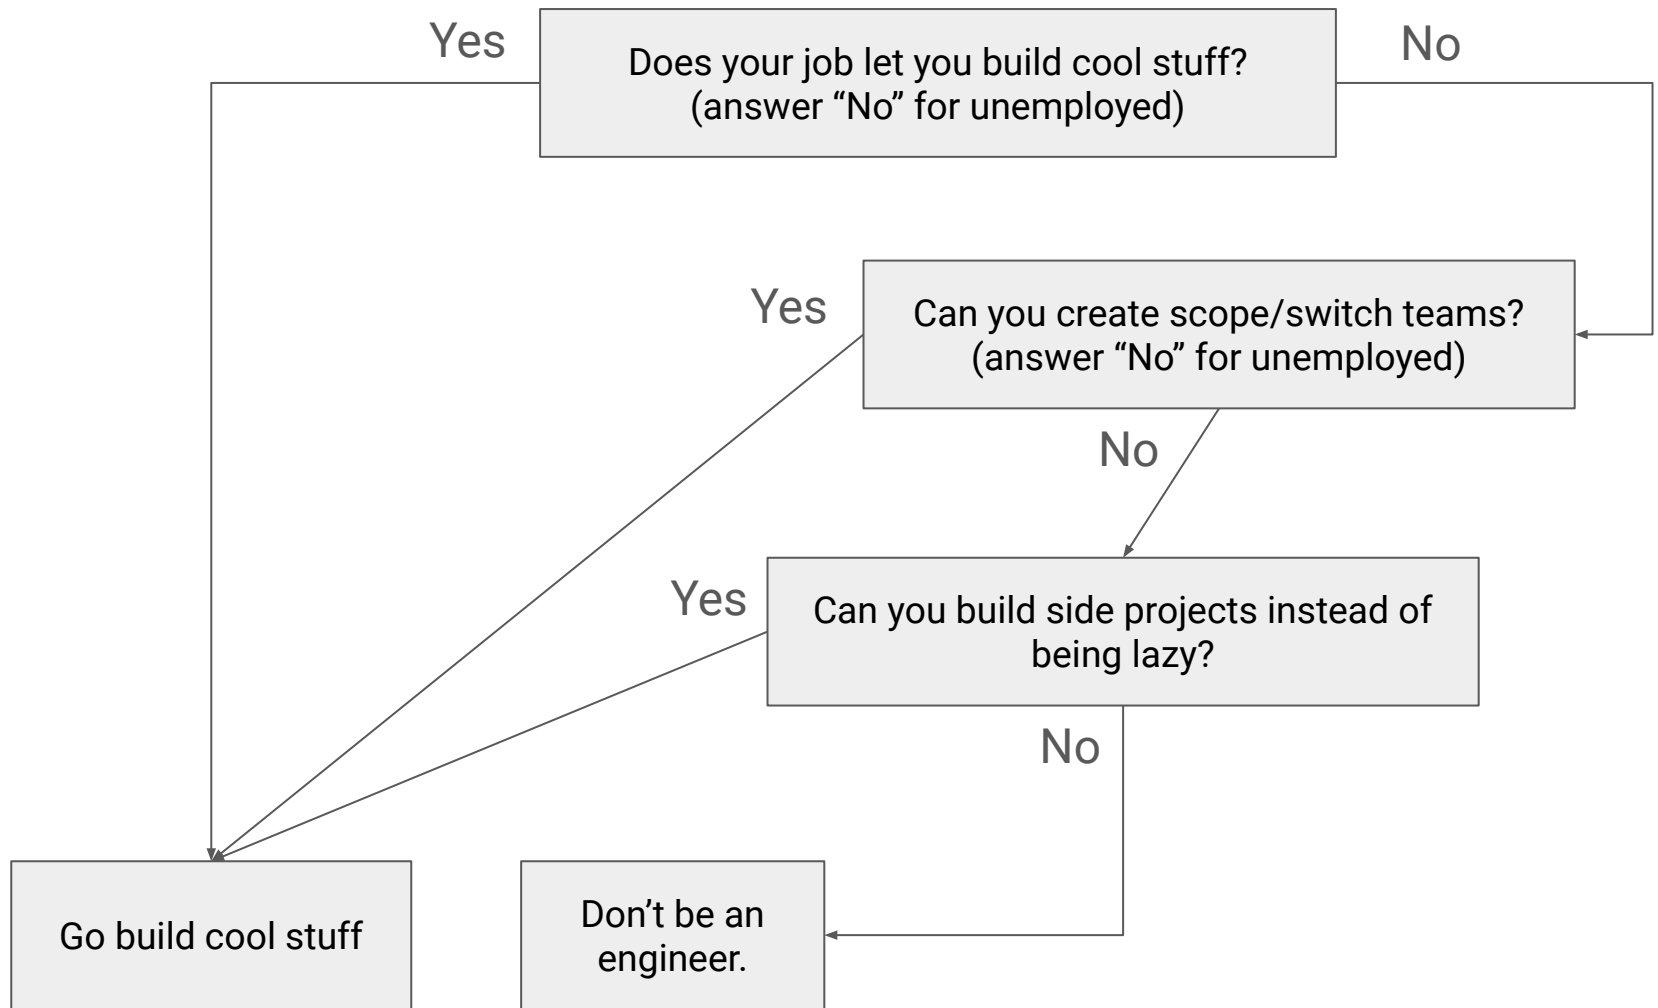 Yes
Does your job let you build cool stuff?
(answer “No” for unemployed)
No
Yes
Can you create scope/switch teams?
(answer “No” for unemployed)
No
Yes
Can you build side projects instead of
being lazy?
No
Go build cool stuff
Don’t be an
engineer.